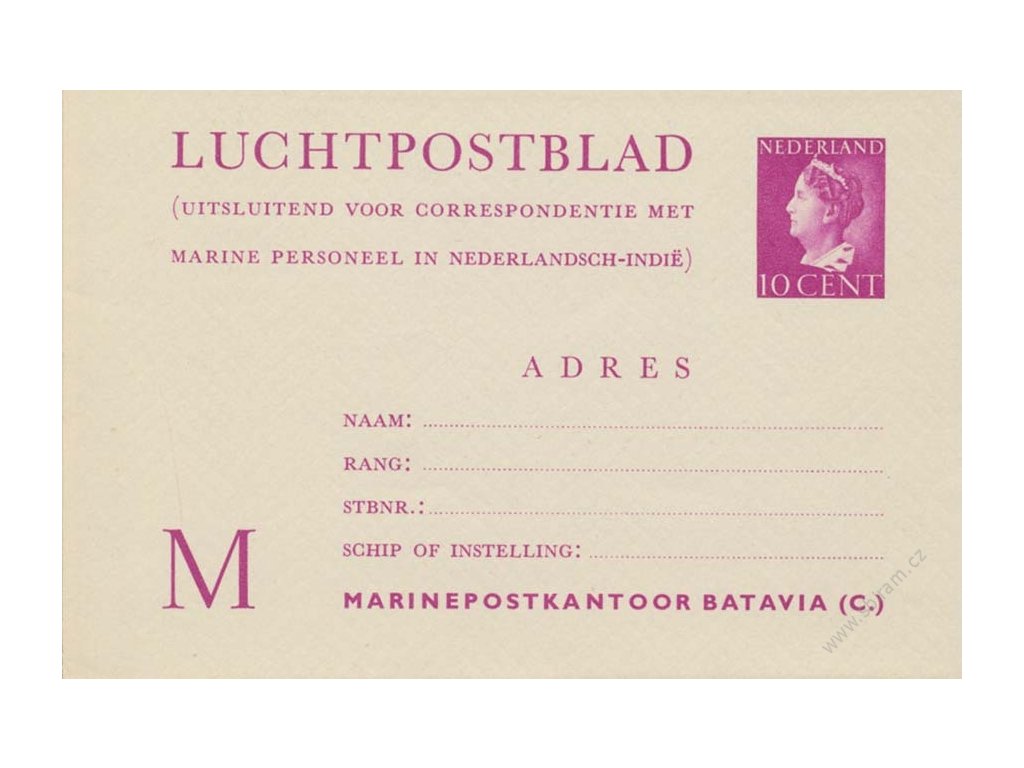 LUCHTPOSTBLAD
(UITSLUITEND VOOR CORRESPONDENTIE MET
MARINE PERSONEEL IN NEDERLANDSCH-INDIË)
NEDERLAND
10 CENT
ADRES
NAAM:
RANG:
STBNR.:
SCHIP OF INSTELLING:
M
MARINEPOSTKANTOOR BATAVIA (C.)